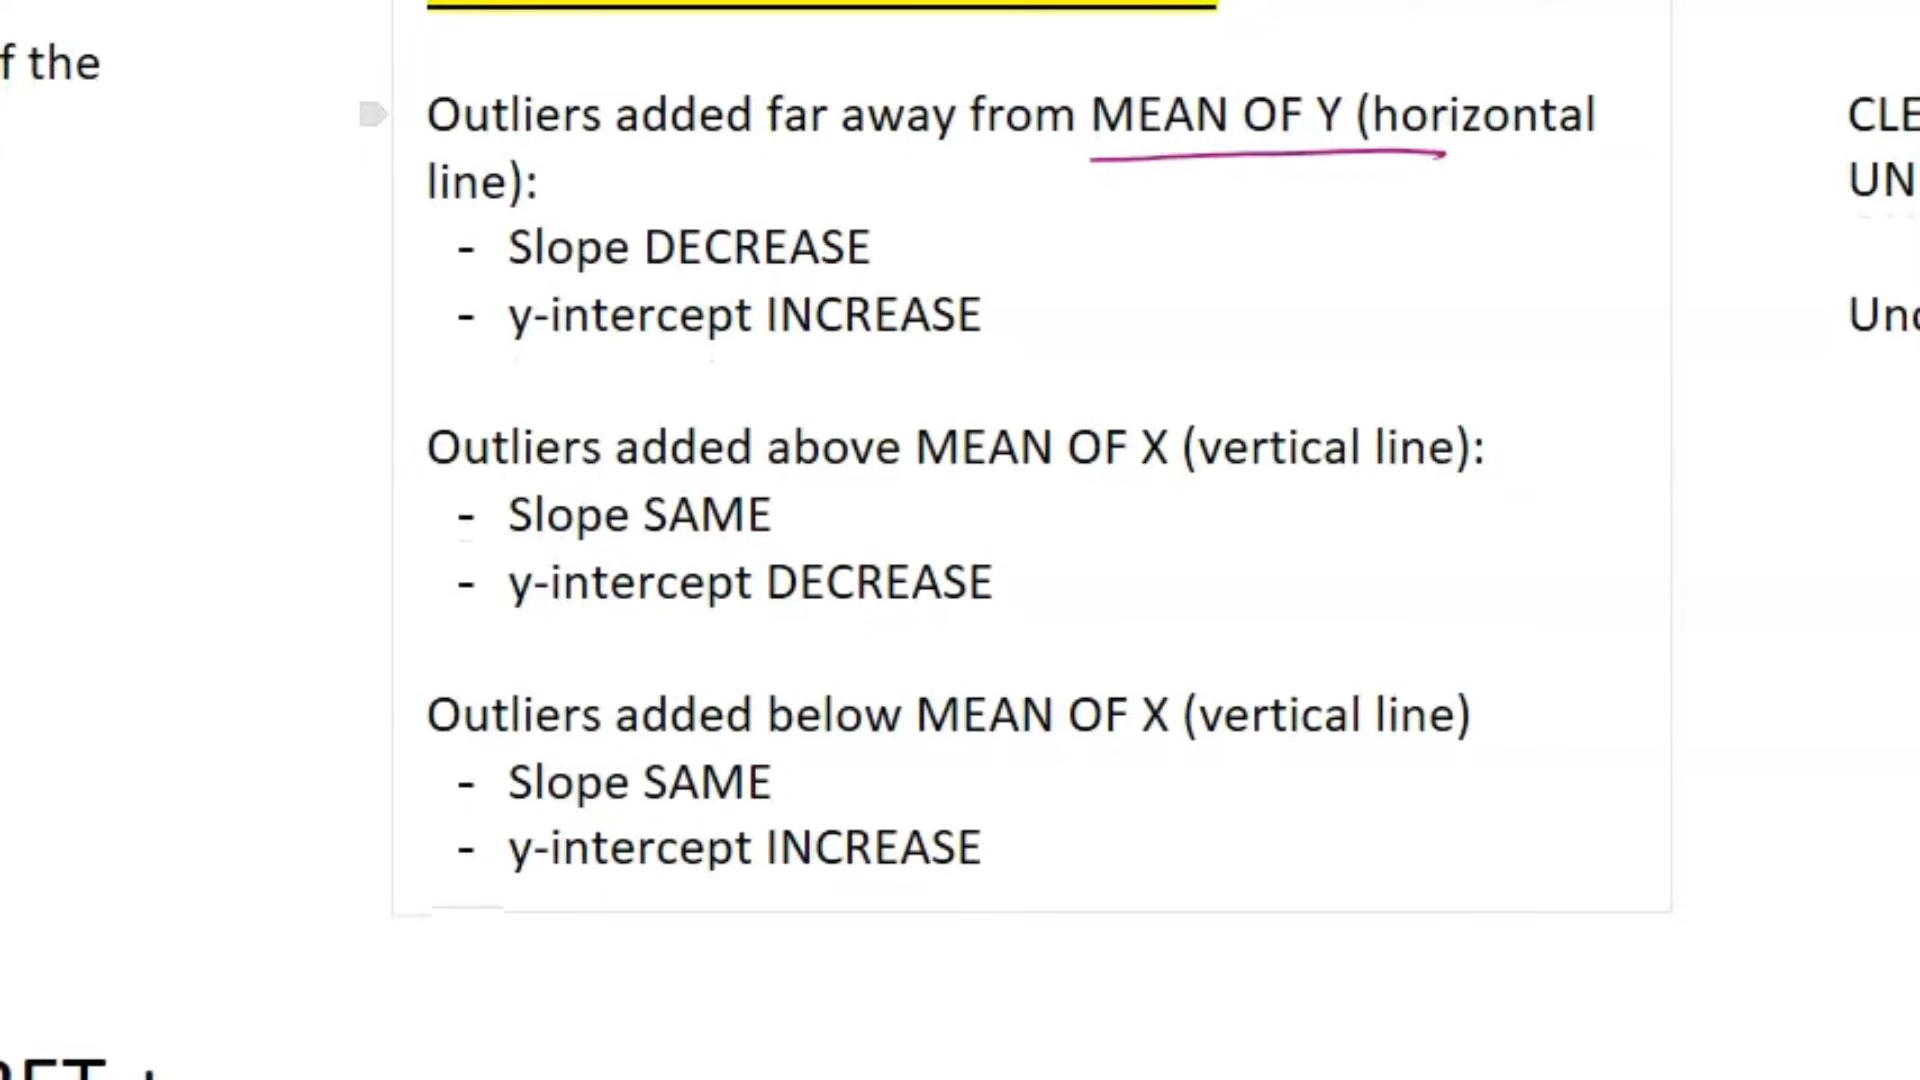 f the
Outliers added far away from MEAN OF Y (horizontal
line):
- Slope DECREASE
- y-intercept INCREASE
Outliers added above MEAN OF X (vertical line):
- Slope SAME
- y-intercept DECREASE
Outliers added below MEAN OF X (vertical line)
- Slope SAME
- y-intercept INCREASE
CLE
UN